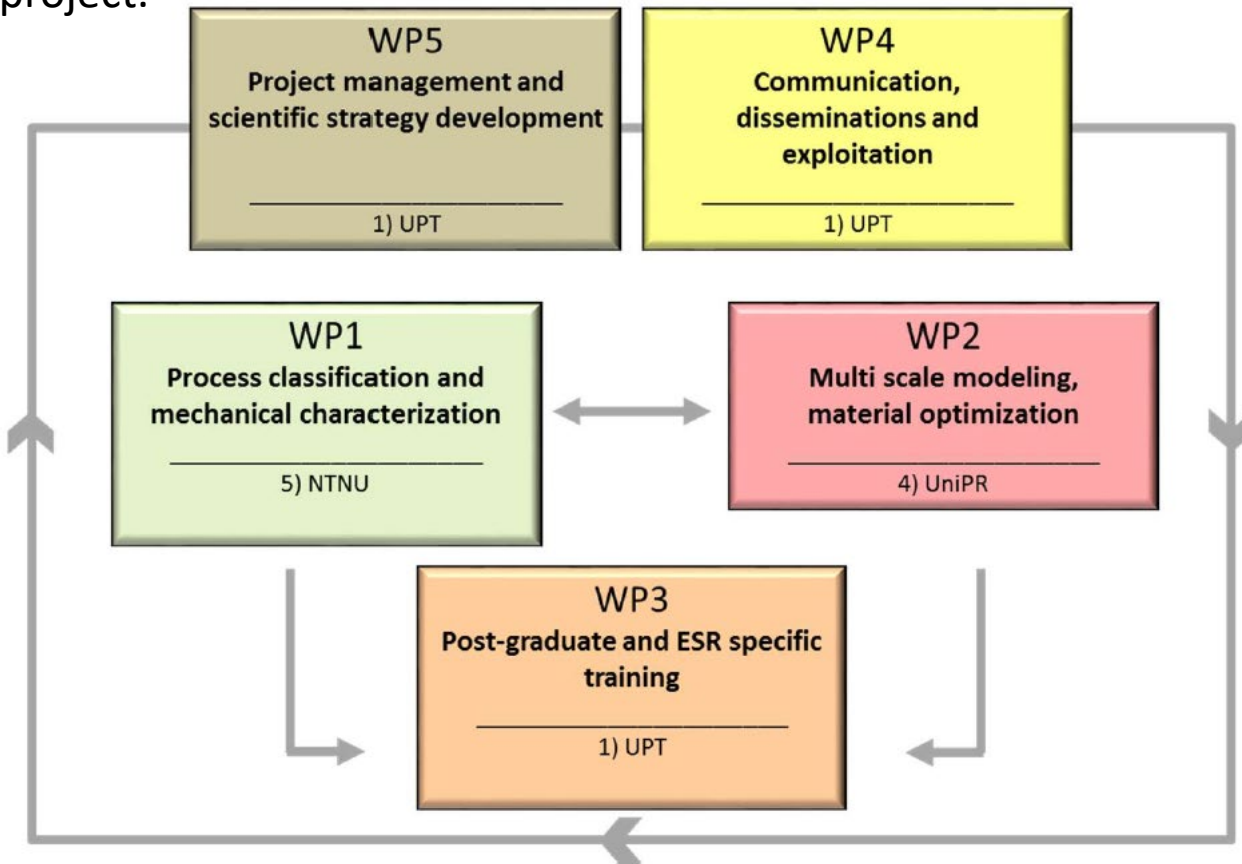 project.
WP5
Project management and
scientific strategy development
1) UPT
WP4
Communication,
disseminations and
exploitation
1) UPT
WP1
Process classification and
mechanical characterization
5) NTNU
WP2
Multi scale modeling,
material optimization
4) UniPR
WP3
Post-graduate and ESR specific
training
1) UPT